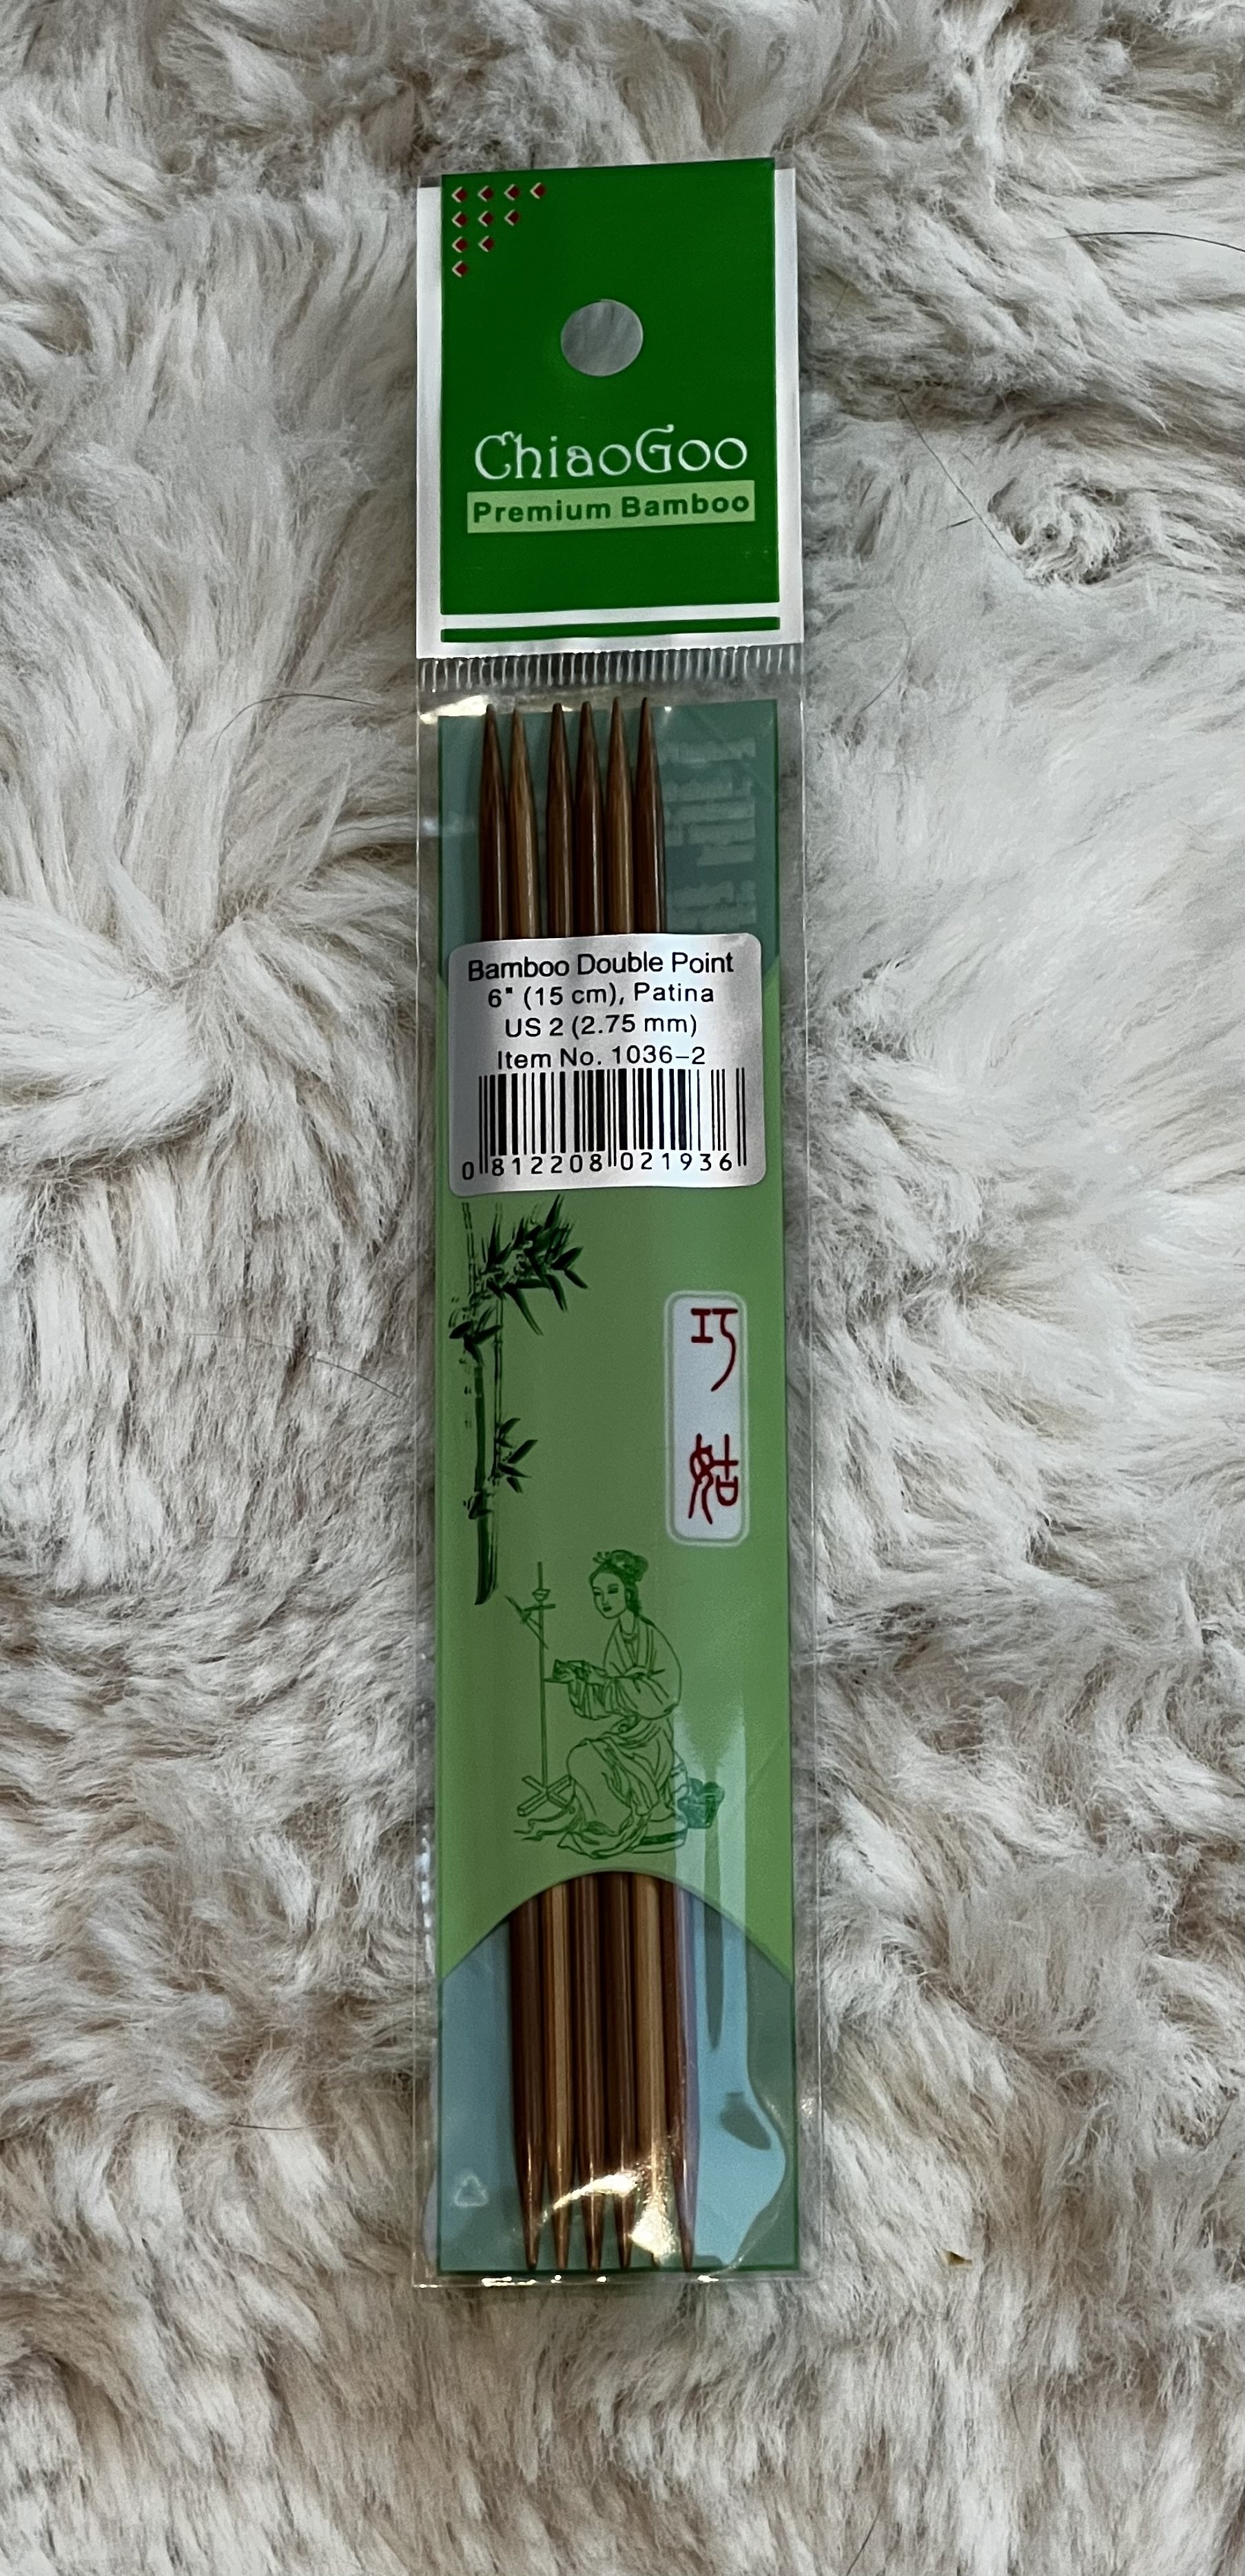 ChiaoGoo
Premium Bamboo
Bamboo Double Point
6" (15 cm), Patina
US 2 (2.75 mm)
Item No. 1036-2
0 812208 021936
巧
姑